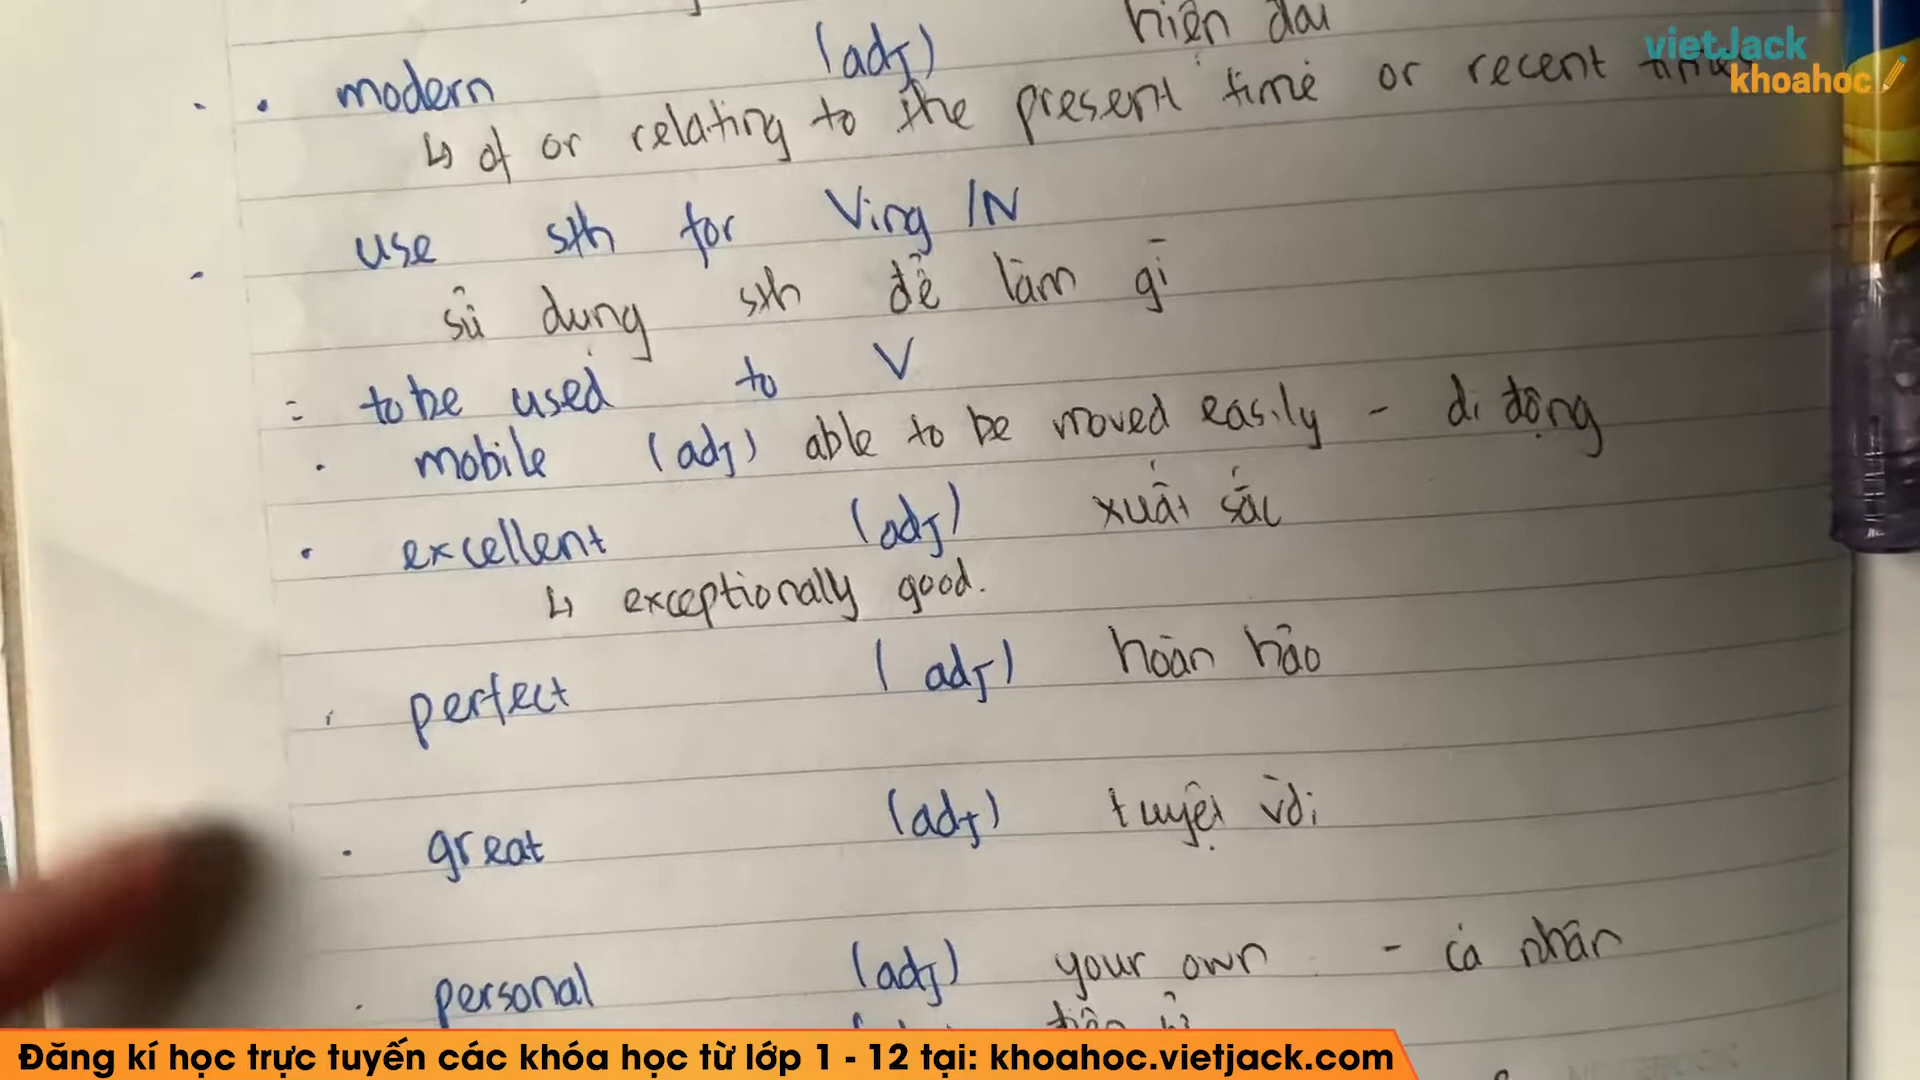 hiện đại
modern (adj)
↳ of or relating to the present time or recent times
use sth for Ving /N
sử dụng sth để làm gì
= to be used to V
mobile (adj) able to be moved easily - di động
excellent (adj) xuất sắc
↳ exceptionally good.
perfect (adj) hoàn hảo
great (adj) tuyệt vời
personal (adj) your own - cá nhân
vietJack
khoahoc
Đăng kí học trực tuyến các khóa học từ lớp 1 - 12 tại: khoahoc.vietjack.com